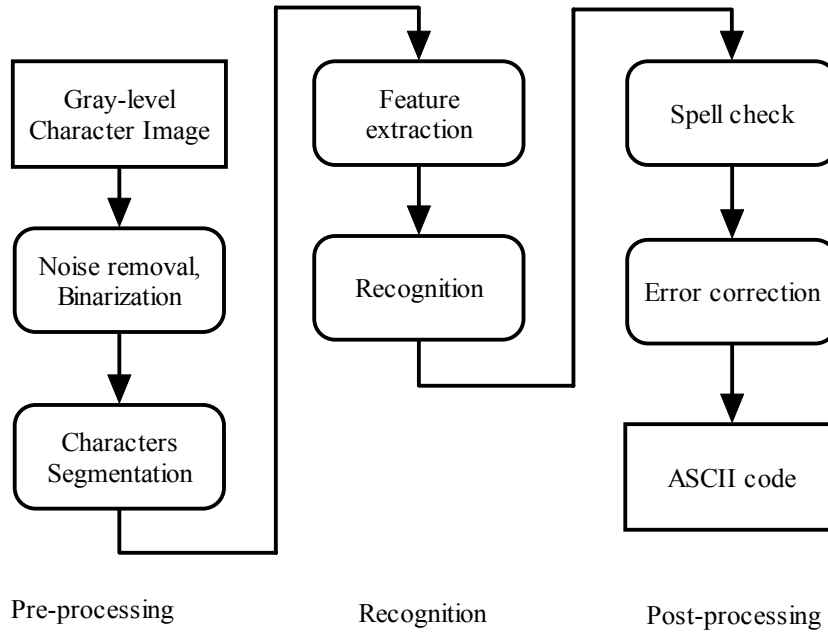 Gray-level
Character Image
Noise removal,
Binarization
Characters
Segmentation
Pre-processing
Feature
extraction
Recognition
Recognition
Spell check
Error correction
ASCII code
Post-processing